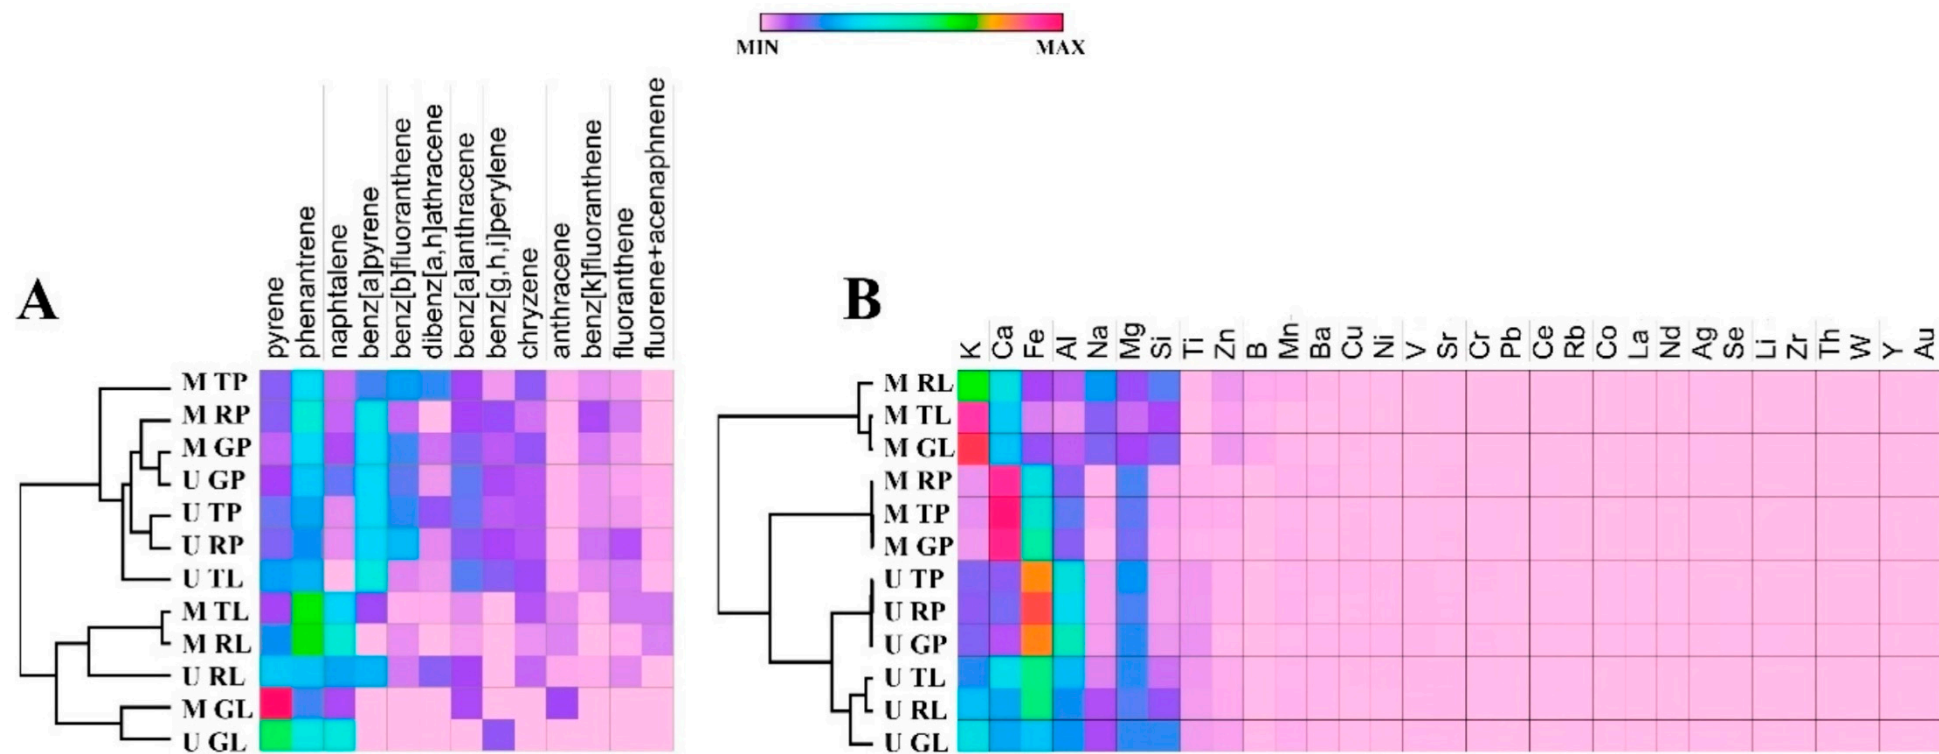 MIN MAX
A
pyrene
phenantrene
naphtalene
benz[a]pyrene
benz[b]fluoranthene
dibenz[a,h]athracene
benz[a]anthracene
benz[g,h,i]perylene
chryzene
anthracene
benz[k]fluoranthene
fluoranthene
fluorene+acenaphnene
M TP
M RP
M GP
U GP
U TP
U RP
U TL
M TL
M RL
U RL
M GL
U GL
B
K
Ca
Fe
Al
Na
Mg
Si
Ti
Zn
B
Mn
Ba
Cu
Ni
V
Sr
Cr
Pb
Ce
Rb
Co
La
Nd
Ag
Se
Li
Zr
Th
W
Y
Au
M RL
M TL
M GL
M RP
M TP
M GP
U TP
U RP
U GP
U TL
U RL
U GL